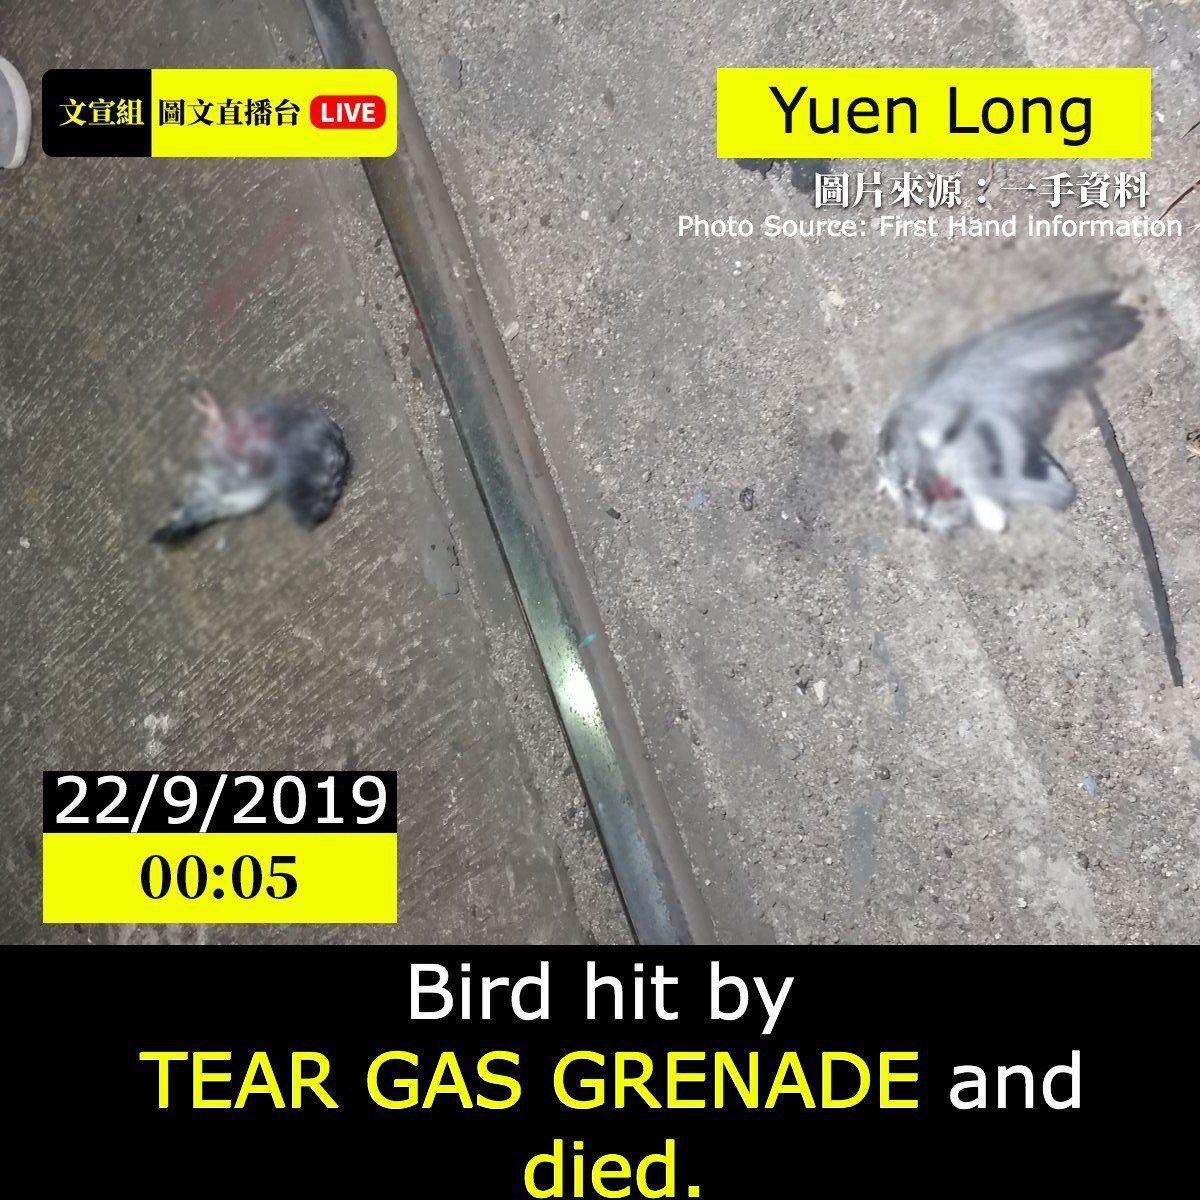 文宣組 圖文直播台 LIVE
Yuen Long
圖片來源：一手資料
Photo Source: First Hand information
22/9/2019
00:05
Bird hit by
TEAR GAS GRENADE and
died.